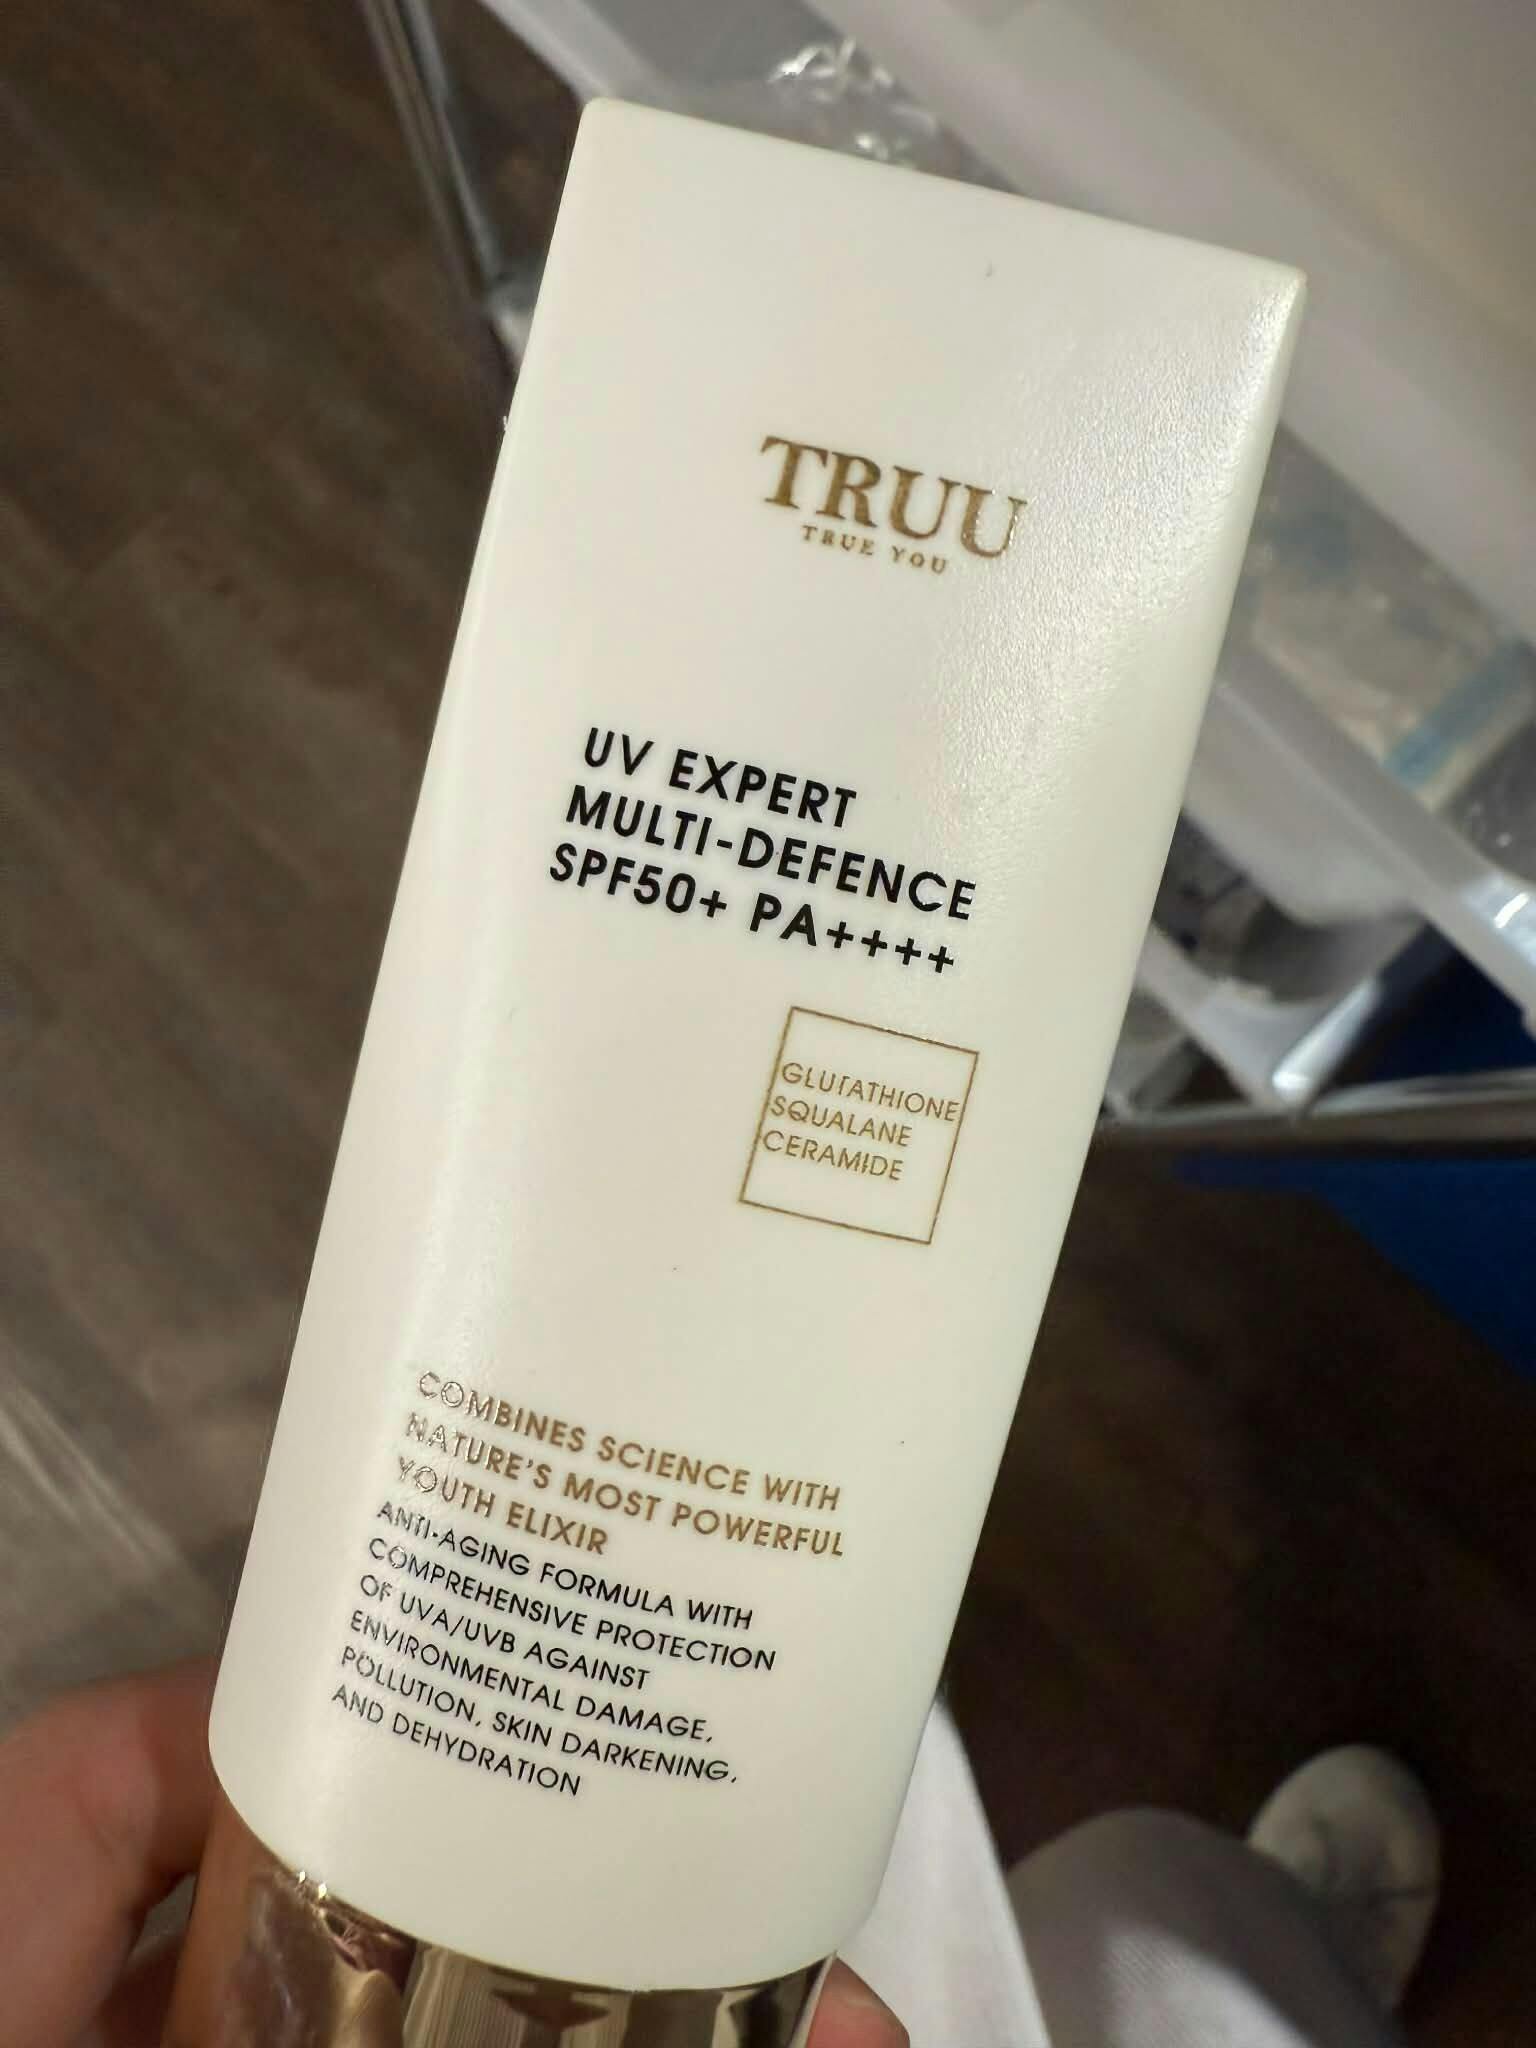 TRUU
TRUE YOU
UV EXPERT
MULTI-DEFENCE
SPF50+ PA++++
GLUTATHIONE
SQUALANE
CERAMIDE
COMBINES SCIENCE WITH
NATURE'S MOST POWERFUL
YOUTH ELIXIR
ANTI-AGING FORMULA WITH
COMPREHENSIVE PROTECTION
OF UVA/UVB AGAINST
ENVIRONMENTAL DAMAGE,
POLLUTION, SKIN DARKENING,
AND DEHYDRATION